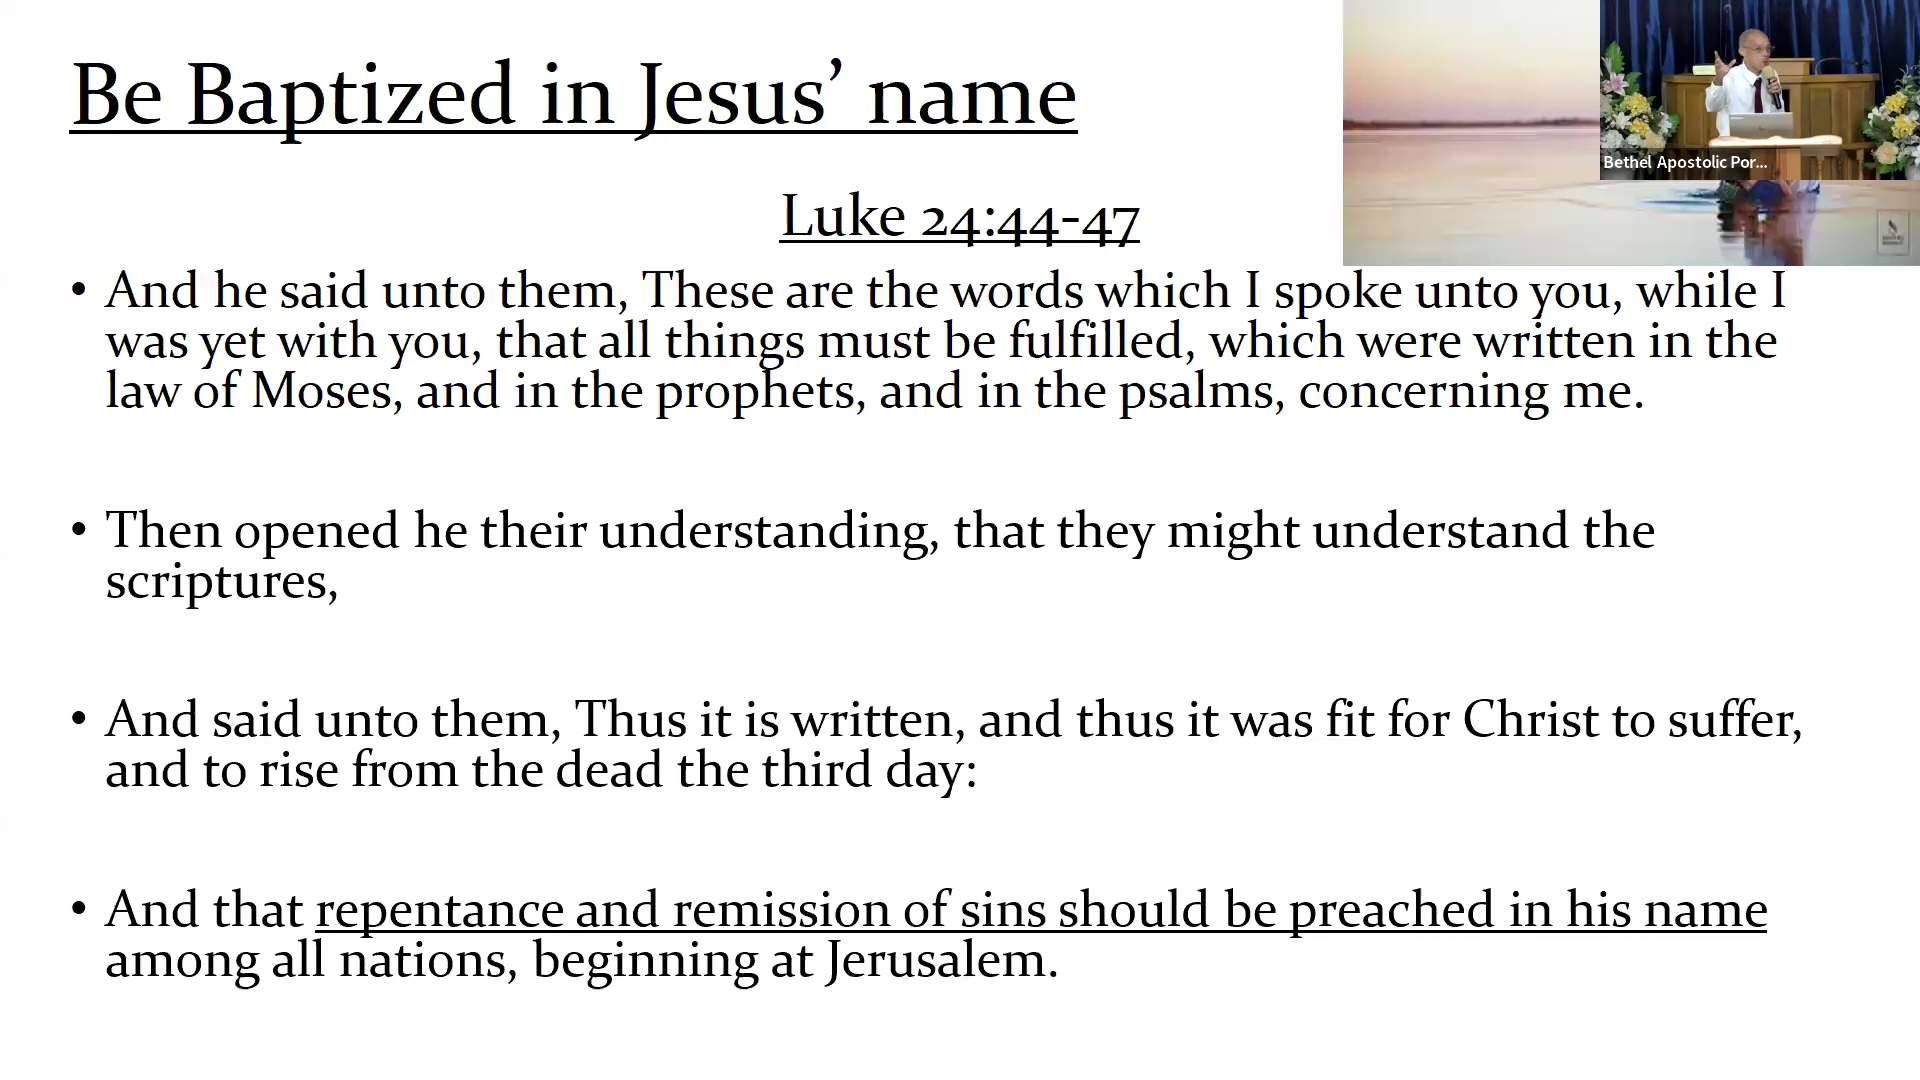 Be Baptized in Jesus’ name
Bethel Apostolic Por...
Luke 24:44-47
• And he said unto them, These are the words which I spoke unto you, while I
was yet with you, that all things must be fulfilled, which were written in the
law of Moses, and in the prophets, and in the psalms, concerning me.
• Then opened he their understanding, that they might understand the
scriptures,
• And said unto them, Thus it is written, and thus it was fit for Christ to suffer,
and to rise from the dead the third day:
• And that repentance and remission of sins should be preached in his name
among all nations, beginning at Jerusalem.